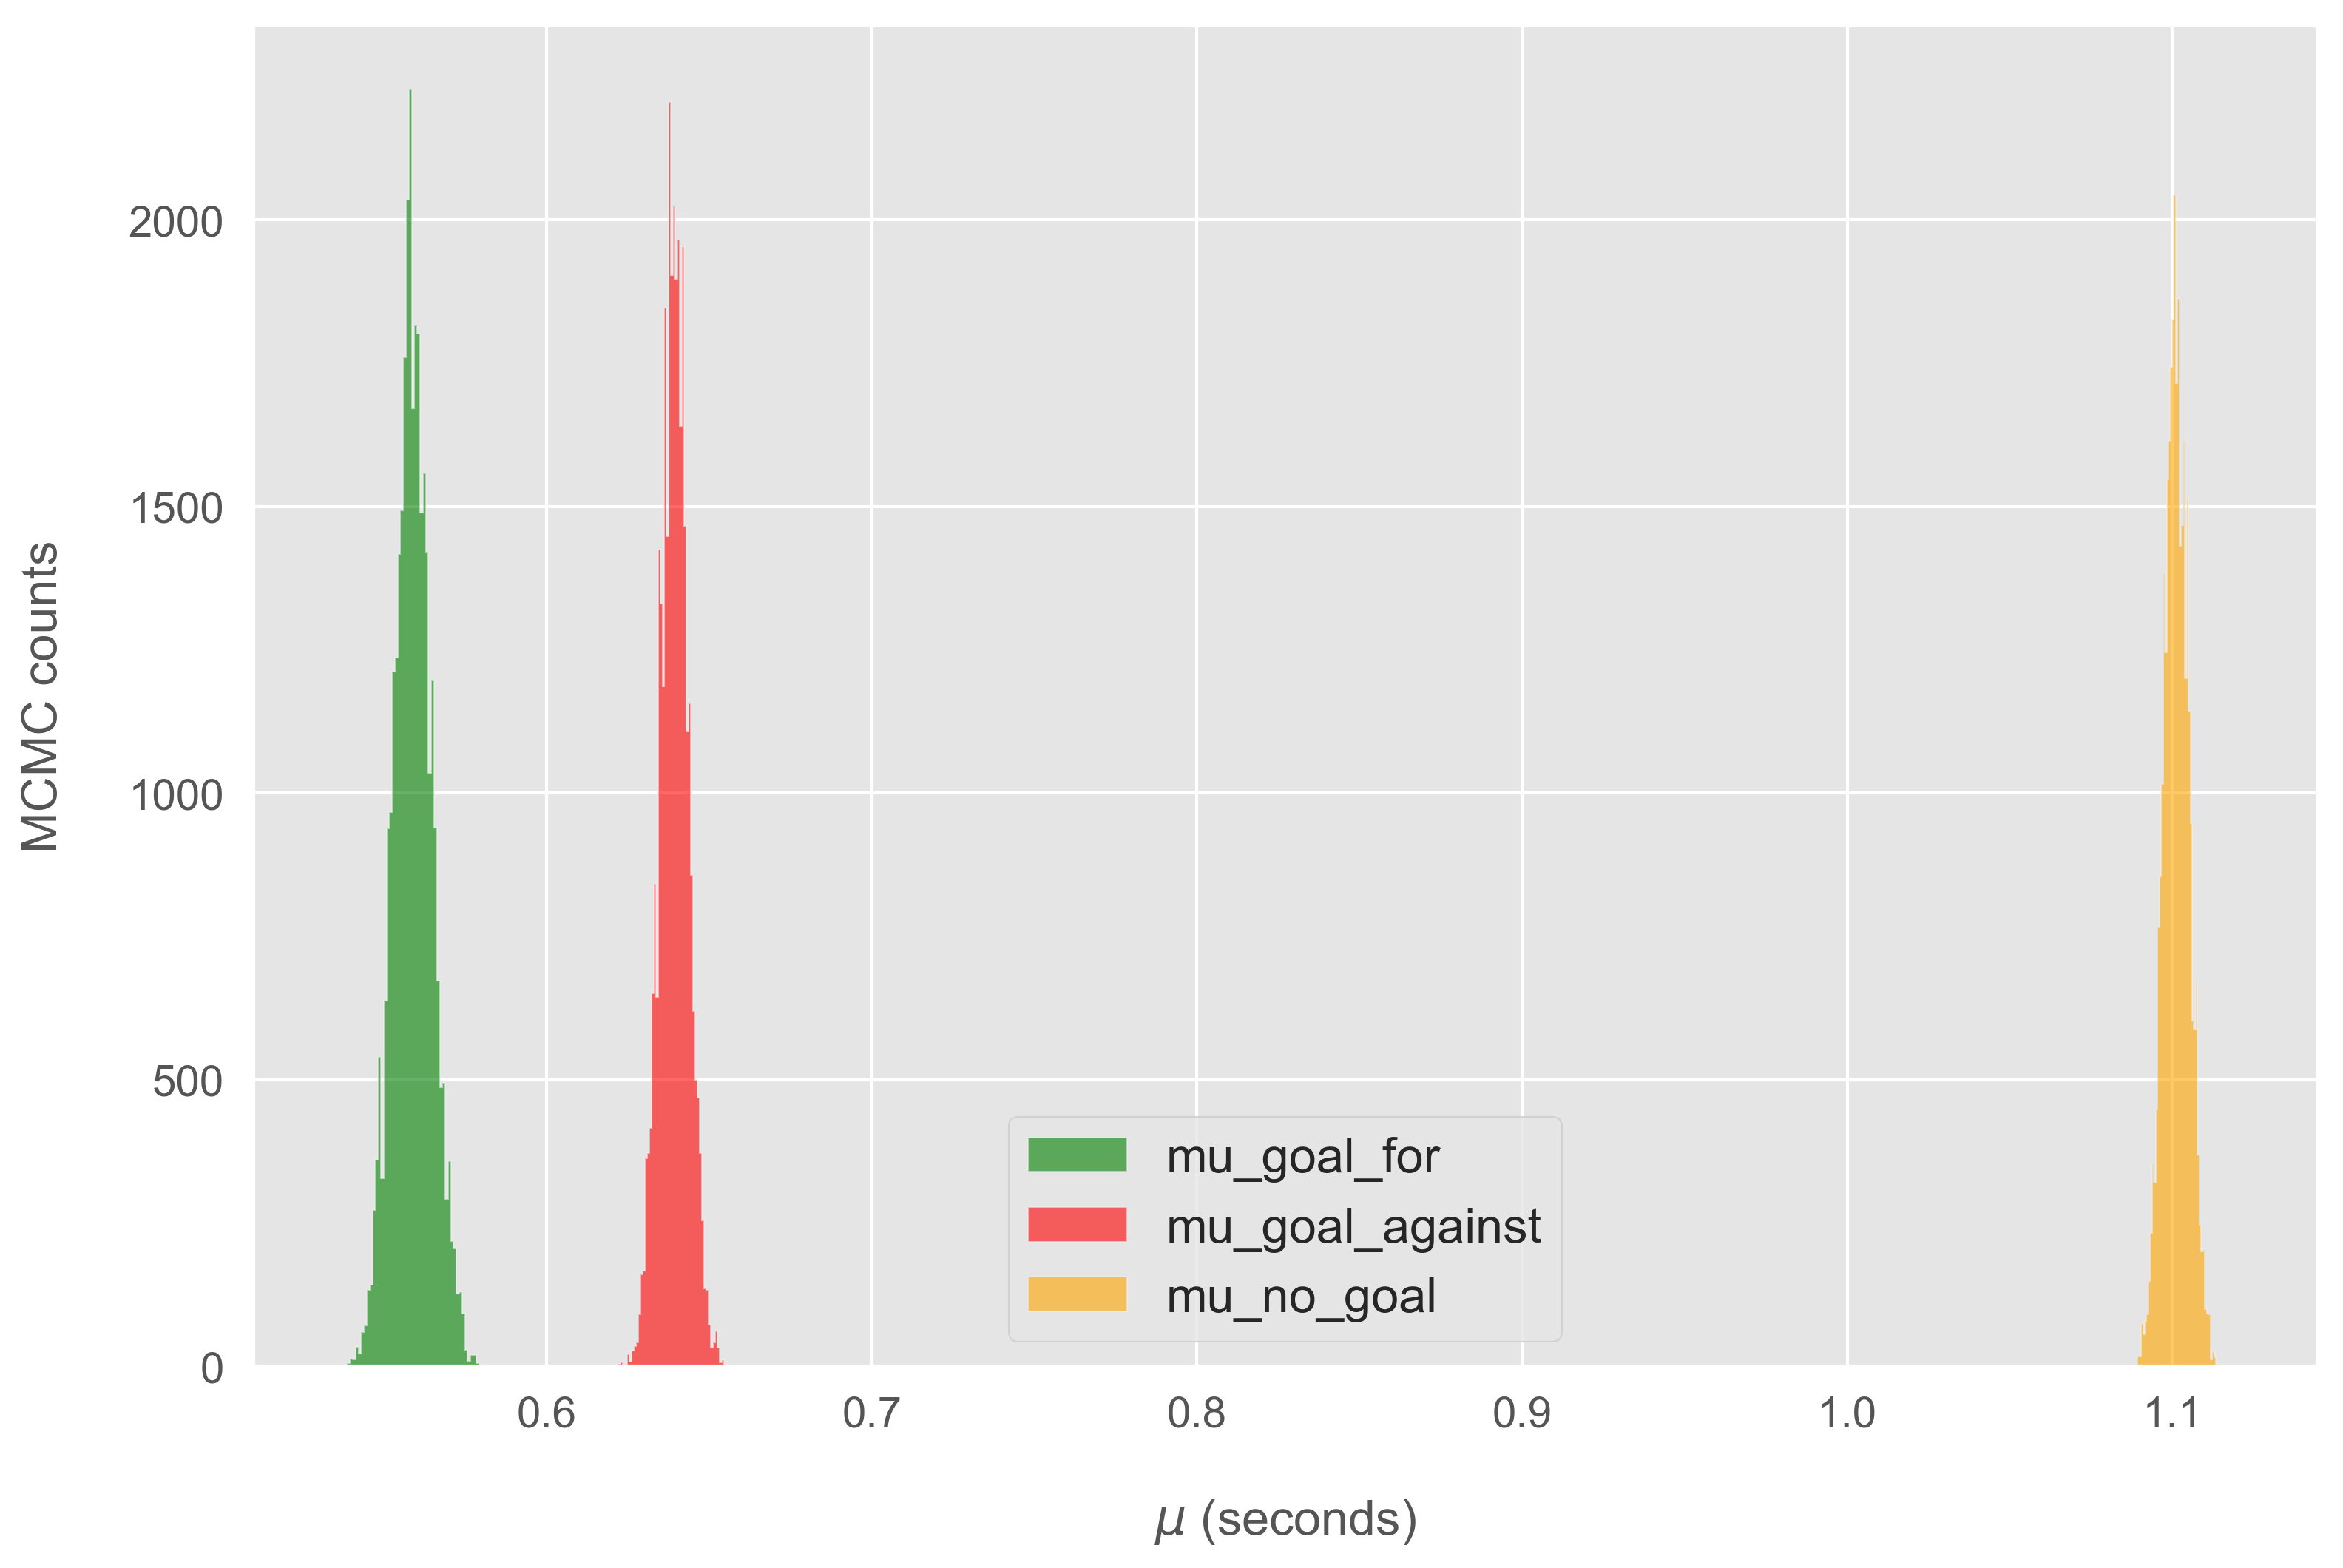 MCMC counts
2000
1500
1000
500
0
mu_goal_for
mu_goal_against
mu_no_goal
0.6 0.7 0.8 0.9 1.0 1.1
μ (seconds)